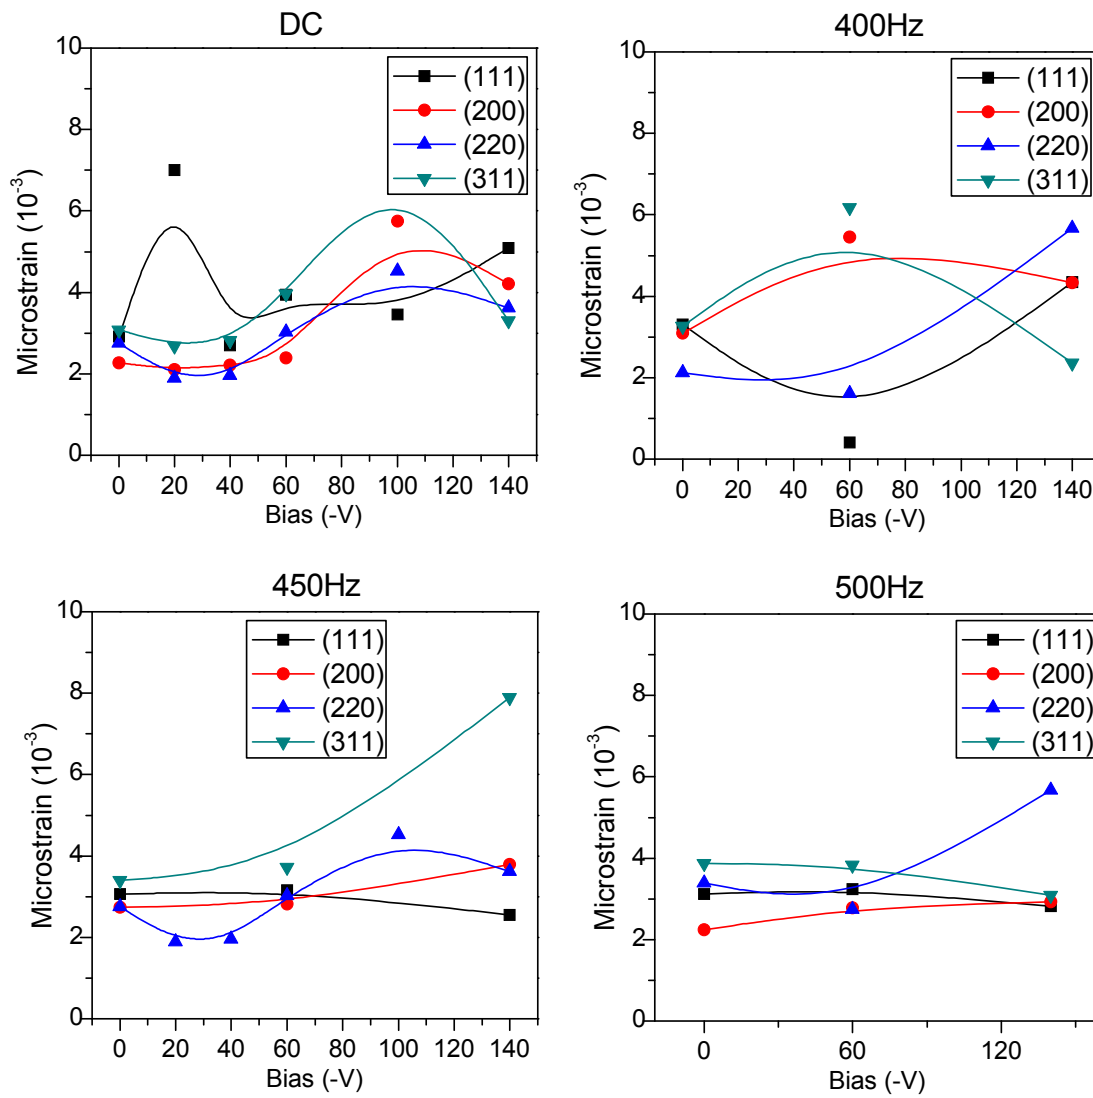 DC
10
8
6
4
2
0
Microstrain (10-3)
(111)
(200)
(220)
(311)
0 20 40 60 80 100 120 140
Bias (-V)
400Hz
10
8
6
4
2
0
Microstrain (10-3)
(111)
(200)
(220)
(311)
0 20 40 60 80 100 120 140
Bias (-V)
450Hz
10
8
6
4
2
0
Microstrain (10-3)
(111)
(200)
(220)
(311)
0 20 40 60 80 100 120 140
Bias (-V)
500Hz
10
8
6
4
2
0
Microstrain (10-3)
(111)
(200)
(220)
(311)
0 60 120
Bias (-V)